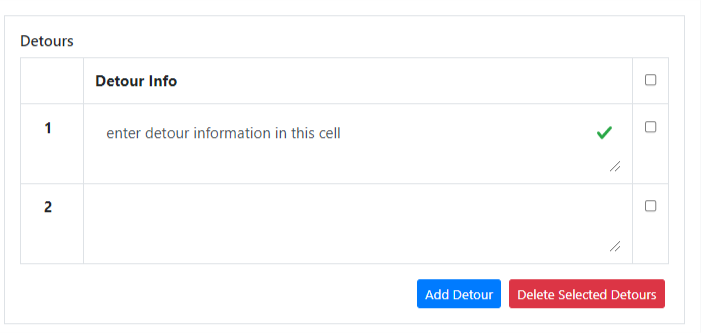 Detours
Detour Info
1 enter detour information in this cell
2
Add Detour Delete Selected Detours